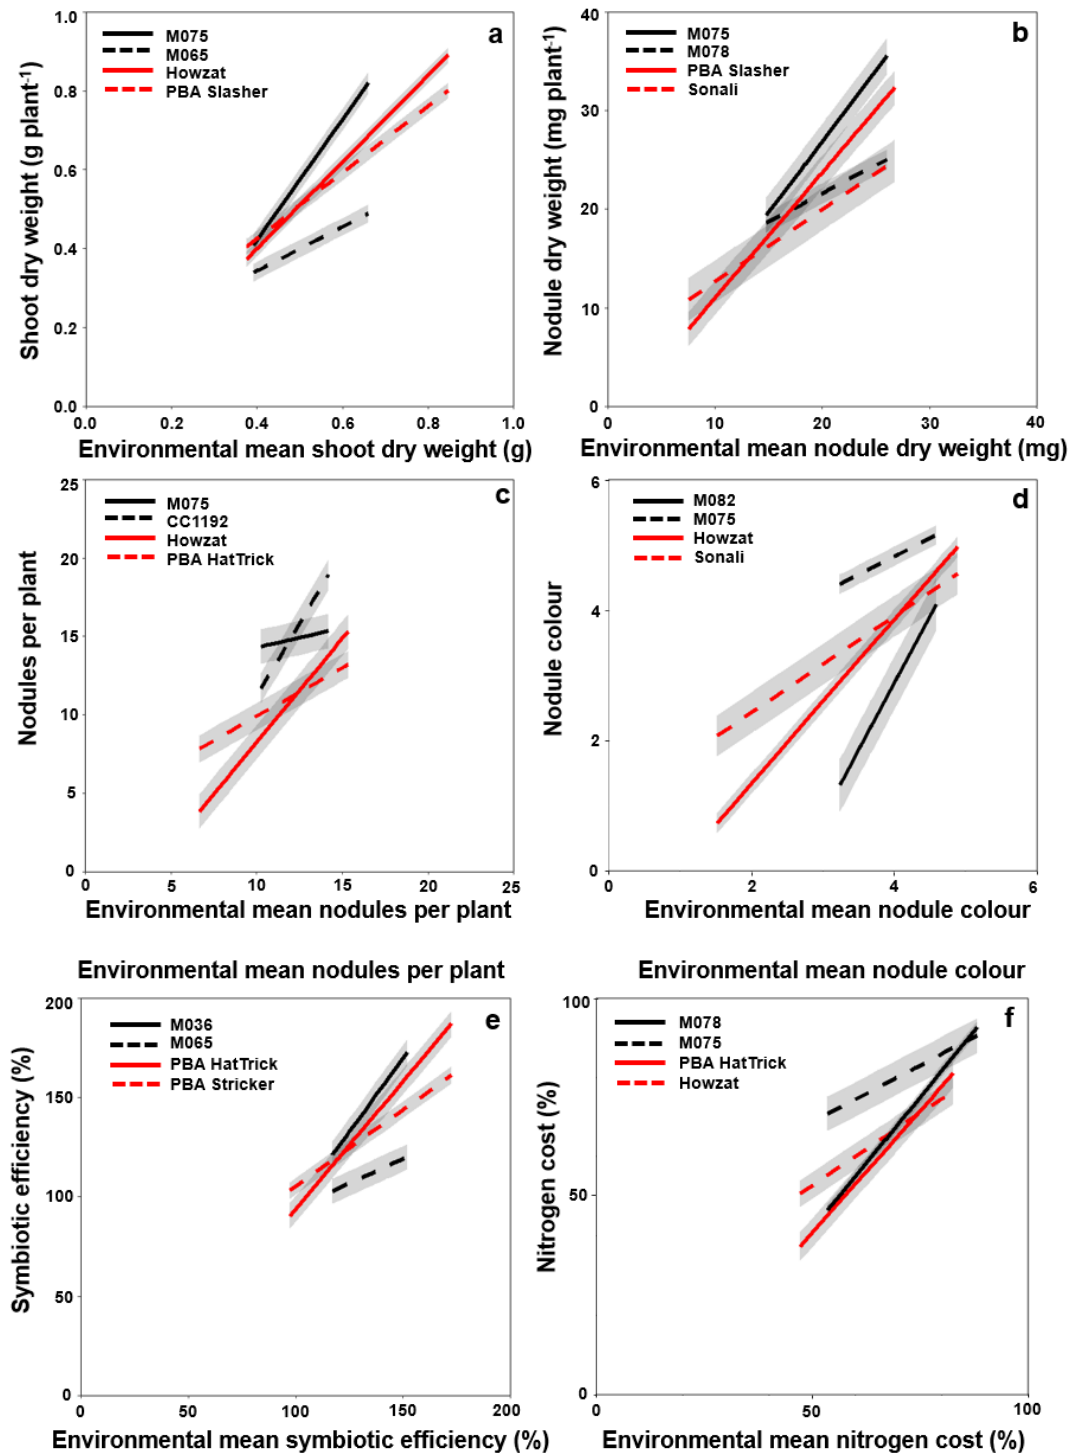 a
M075
M065
Howzat
PBA Slasher
Shoot dry weight (g plant-1)
1.0
0.8
0.6
0.4
0.2
0.0
0.0 0.2 0.4 0.6 0.8 1.0
Environmental mean shoot dry weight (g)
b
M075
M078
PBA Slasher
Sonali
Nodule dry weight (mg plant-1)
40
30
20
10
0
0 10 20 30 40
Environmental mean nodule dry weight (mg)
c
M075
CC1192
Howzat
PBA HatTrick
Nodules per plant
25
20
15
10
5
0
0 5 10 15 20 25
Environmental mean nodules per plant
d
M082
M075
Howzat
Sonali
Nodule colour
6
4
2
0
0 2 4 6
Environmental mean nodule colour
Environmental mean nodules per plant
Environmental mean nodule colour
e
M036
M065
PBA HatTrick
PBA Stricker
Symbiotic efficiency (%)
200
150
100
50
0
0 50 100 150 200
Environmental mean symbiotic efficiency (%)
f
M078
M075
PBA HatTrick
Howzat
Nitrogen cost (%)
100
50
0
0 50 100
Environmental mean nitrogen cost (%)